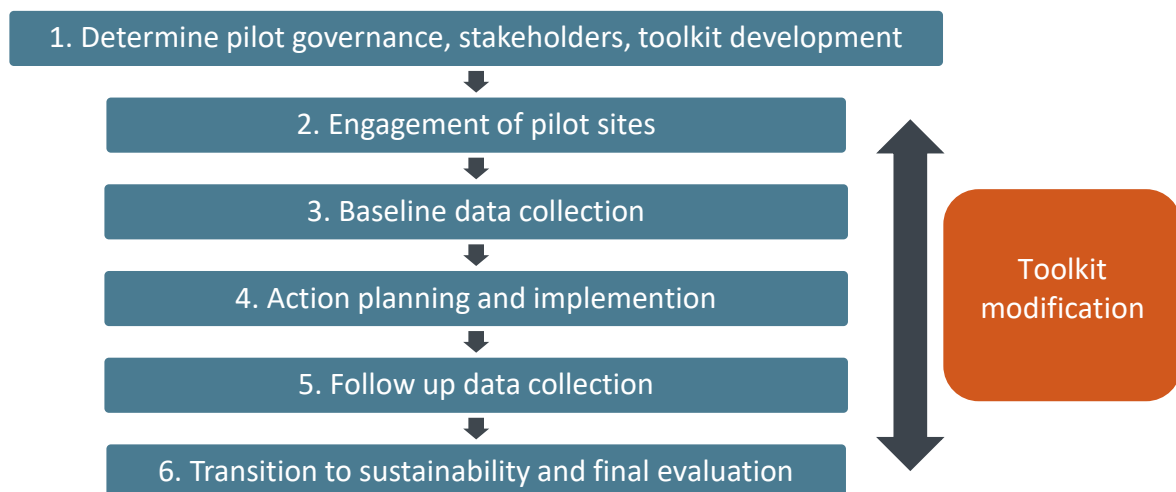 1. Determine pilot governance, stakeholders, toolkit development
2. Engagement of pilot sites
3. Baseline data collection
4. Action planning and implemention
5. Follow up data collection
6. Transition to sustainability and final evaluation
Toolkit
modification